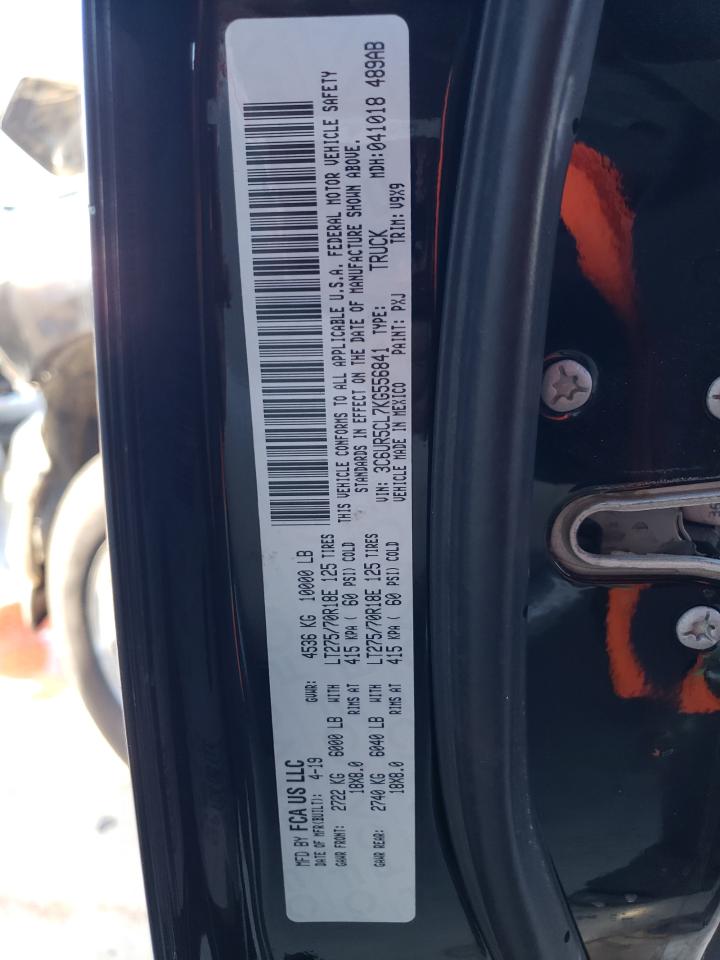 MFD BY FCA US LLC
DATE OF MFR(BUILT): 4-19
GVWR: 4536 KG 10000 LB
GAWR FRONT: 2722 KG 6000 LB WITH LT275/70R18E 125 TIRES
18X8.0 RIMS AT 415 KPA ( 60 PSI) COLD
GAWR REAR: 2740 KG 6040 LB WITH LT275/70R18E 125 TIRES
18X8.0 RIMS AT 415 KPA ( 60 PSI) COLD
THIS VEHICLE CONFORMS TO ALL APPLICABLE U.S.A. FEDERAL MOTOR VEHICLE SAFETY
STANDARDS IN EFFECT ON THE DATE OF MANUFACTURE SHOWN ABOVE.
VIN: 3C6UR5CL7KG556841 TYPE: TRUCK MDH:041018 489AB
VEHICLE MADE IN MEXICO PAINT: PXJ TRIM: V9X9